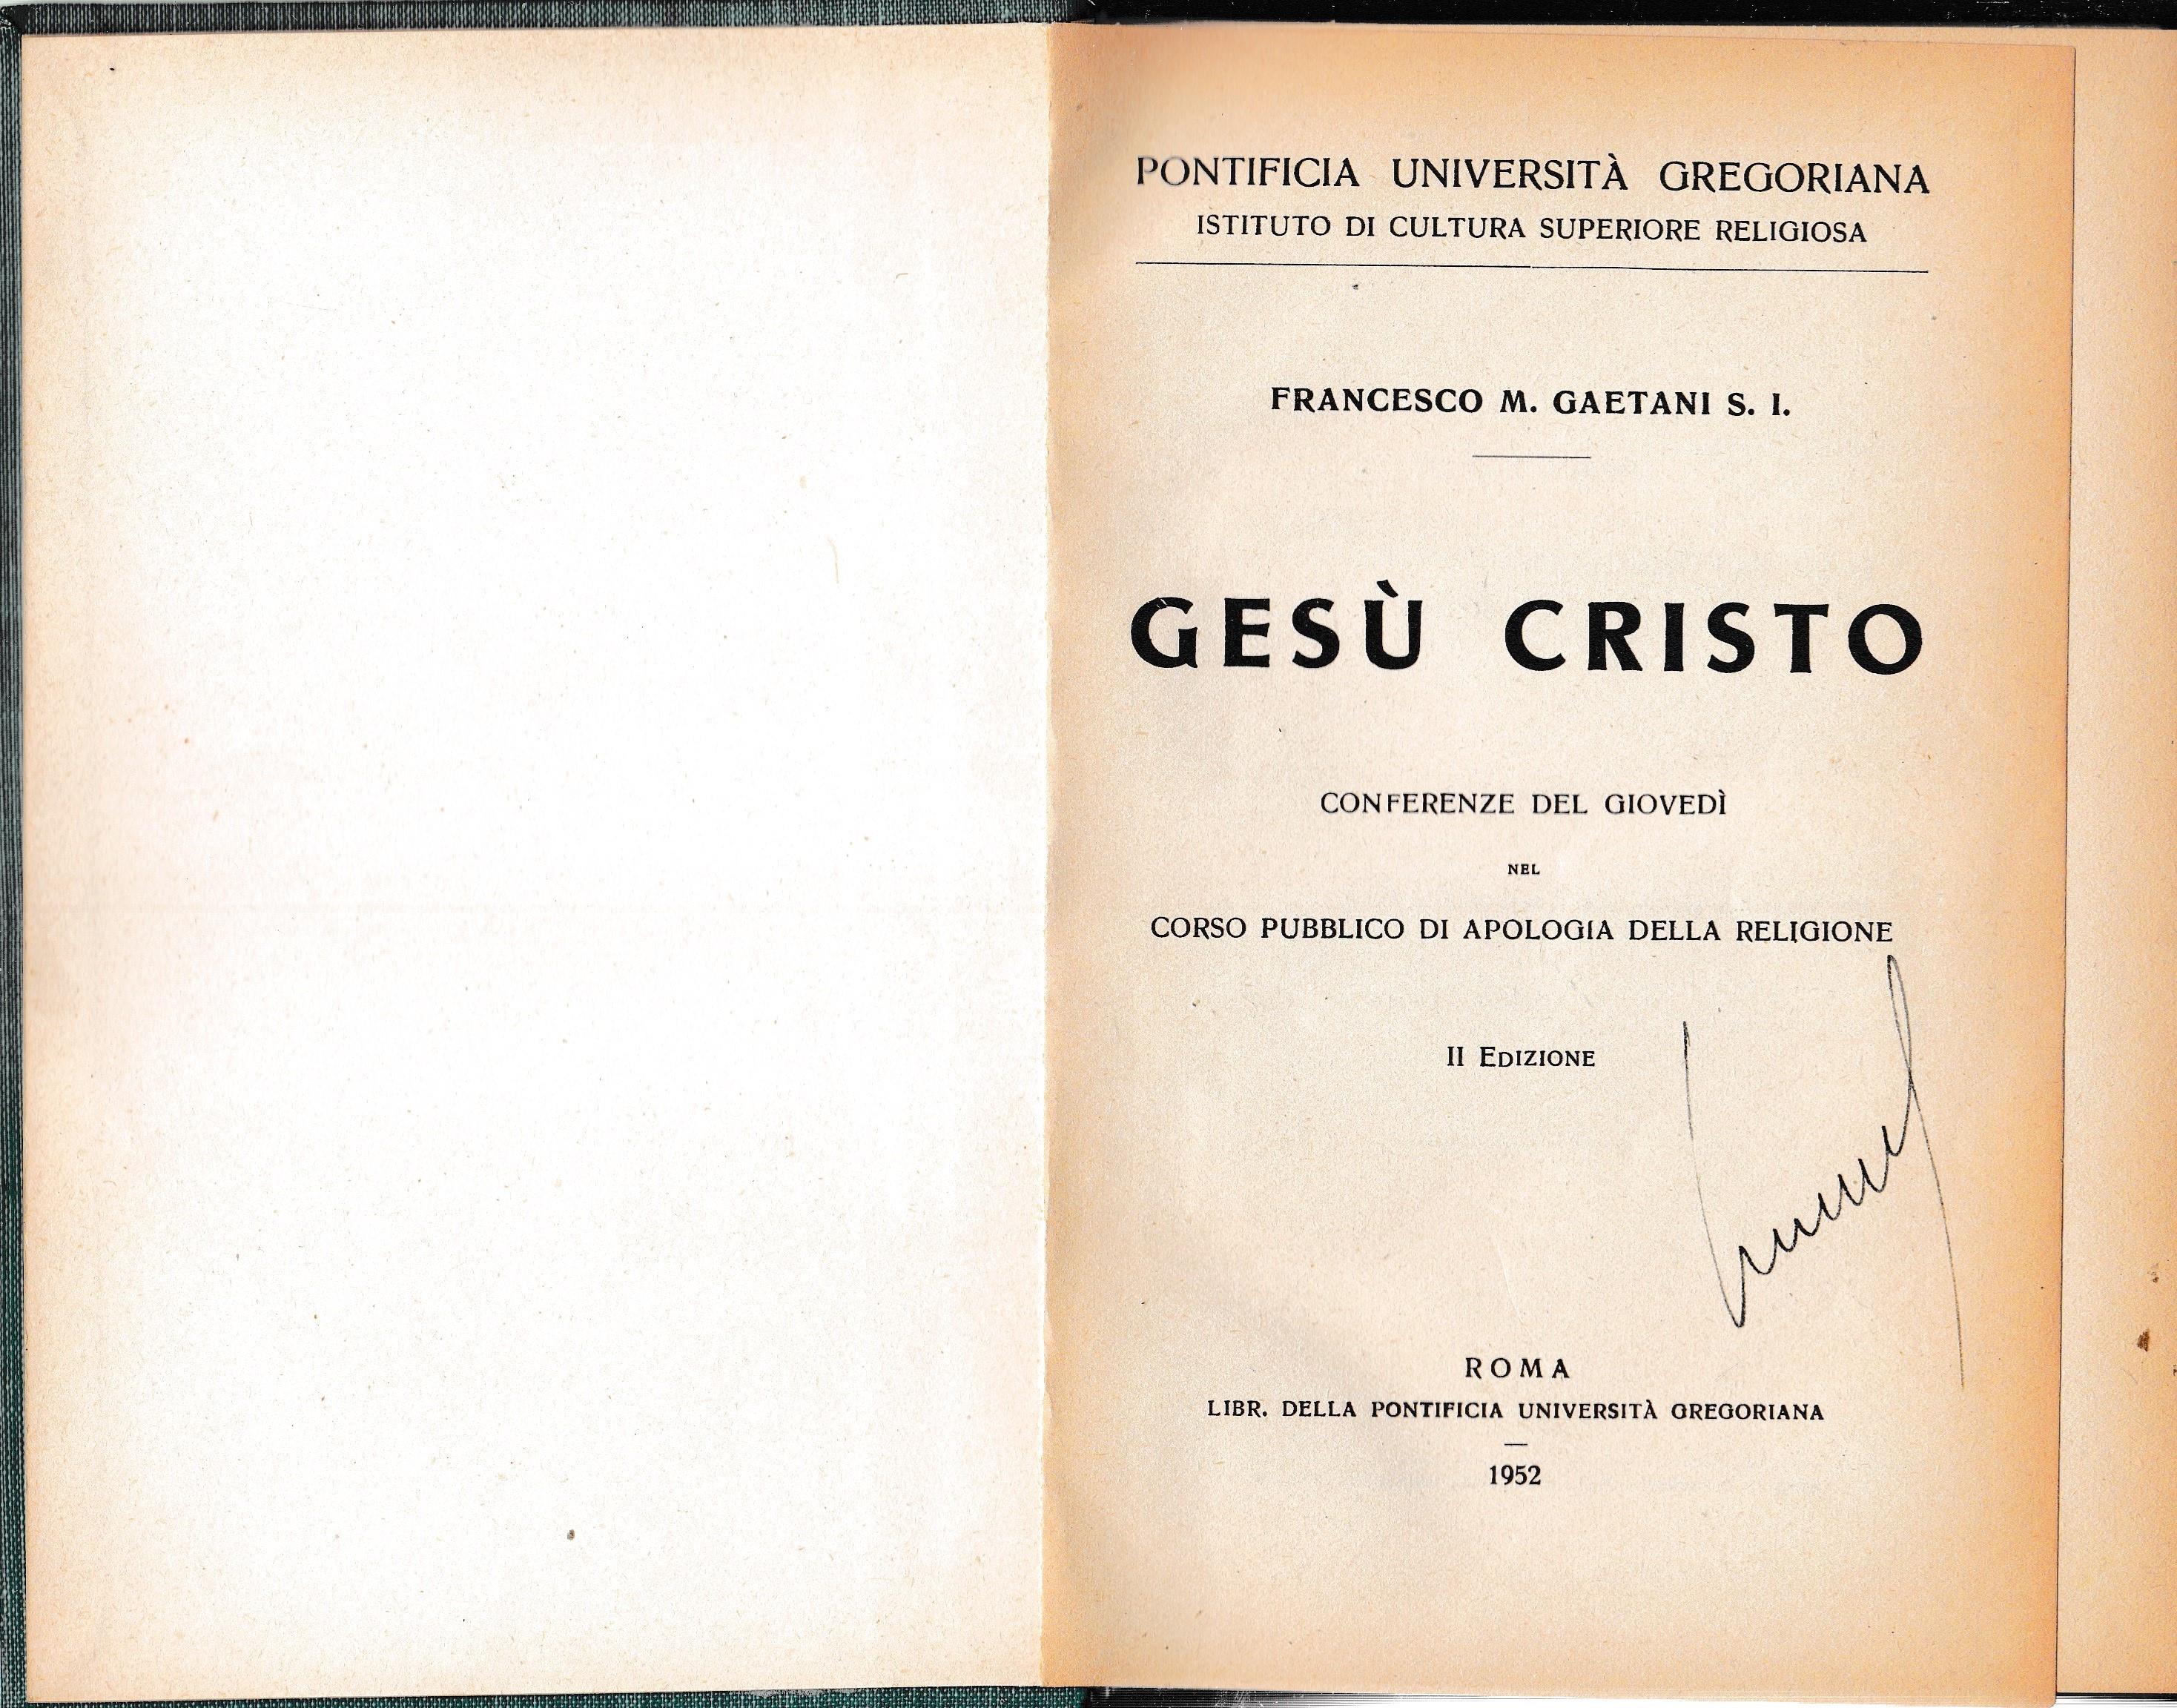 PONTIFICIA UNIVERSITÀ GREGORIANA
ISTITUTO DI CULTURA SUPERIORE RELIGIOSA
FRANCESCO M. GAETANI S. I.
GESÙ CRISTO
CONFERENZE DEL GIOVEDÌ
NEL
CORSO PUBBLICO DI APOLOGIA DELLA RELIGIONE
II EDIZIONE
ROMA
LIBR. DELLA PONTIFICIA UNIVERSITÀ GREGORIANA
1952